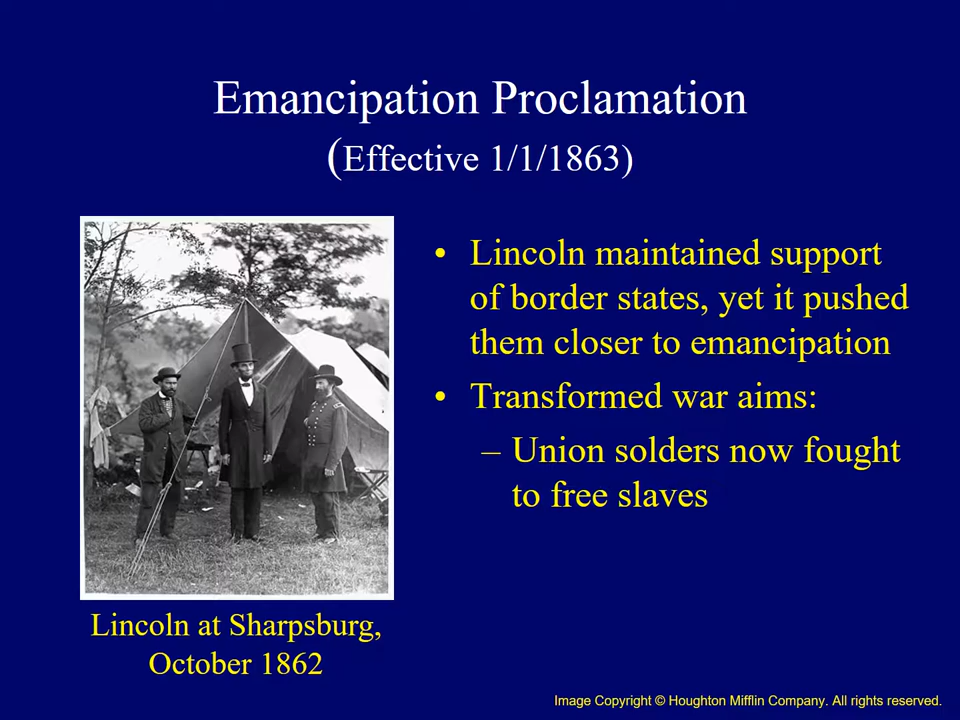 Emancipation Proclamation
(Effective 1/1/1863)
• Lincoln maintained support
of border states, yet it pushed
them closer to emancipation
• Transformed war aims:
– Union solders now fought
to free slaves
Lincoln at Sharpsburg,
October 1862
Image Copyright © Houghton Mifflin Company. All rights reserved.